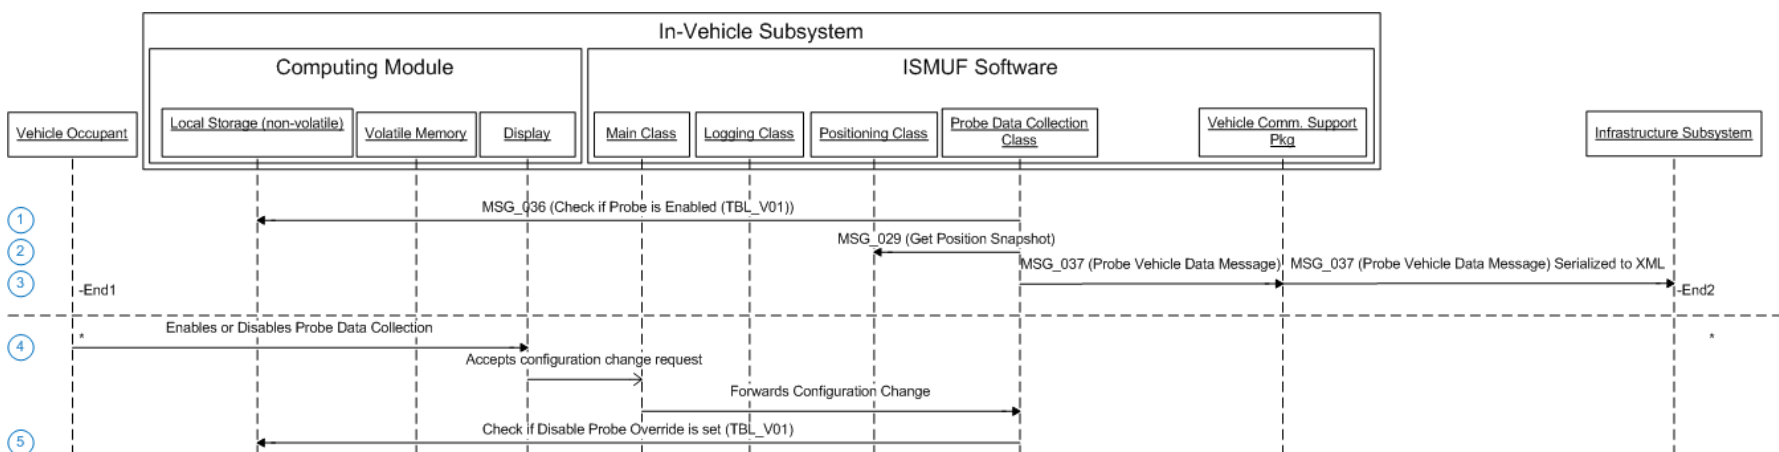 In-Vehicle Subsystem
Computing Module
ISMUF Software
Vehicle Occupant
Local Storage (non-volatile)
Volatile Memory
Display
Main Class
Logging Class
Positioning Class
Probe Data Collection
Class
Vehicle Comm. Support
Pkg
Infrastructure Subsystem
1
MSG_036 (Check if Probe is Enabled (TBL_V01))
2
MSG_029 (Get Position Snapshot)
MSG_037 (Probe Vehicle Data Message)
MSG_037 (Probe Vehicle Data Message) Serialized to XML
3
-End1
-End2
Enables or Disables Probe Data Collection
4
*
*
Accepts configuration change request
Forwards Configuration Change
5
Check if Disable Probe Override is set (TBL_V01)